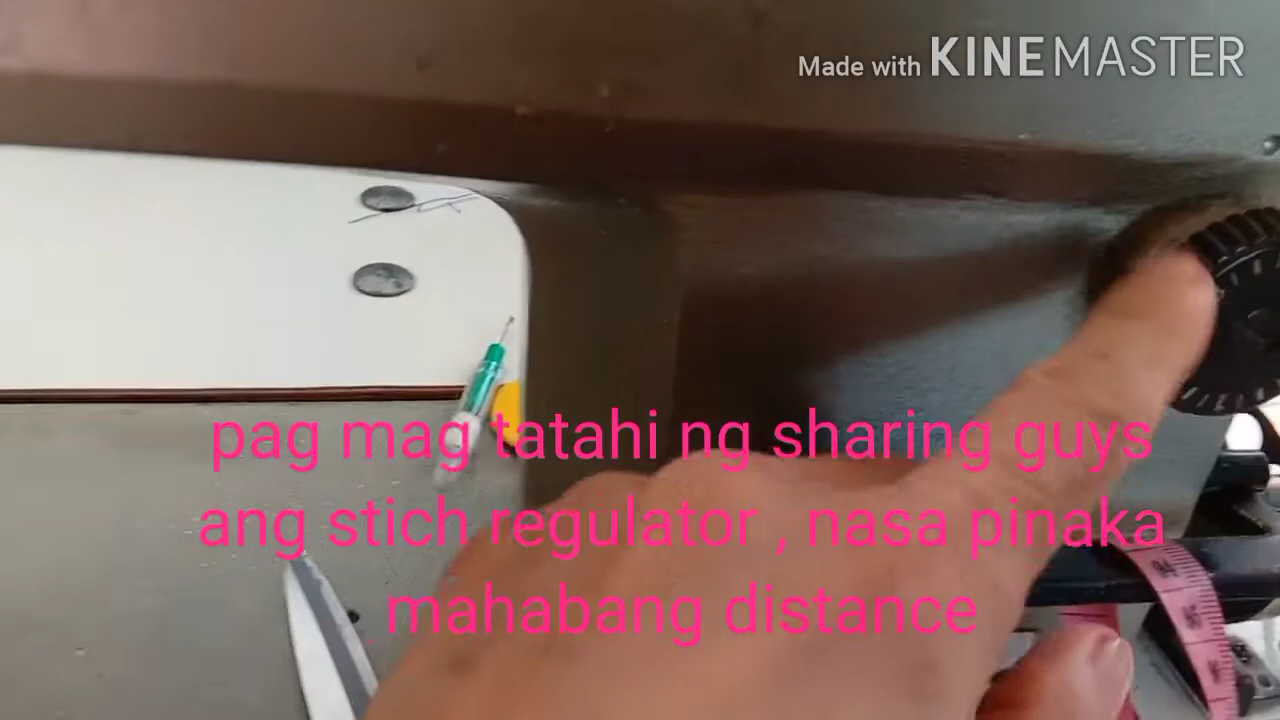 Made with KINEMASTER
pag mag tatahi ng sharing guys
ang stich regulator , nasa pinaka
mahabang distance